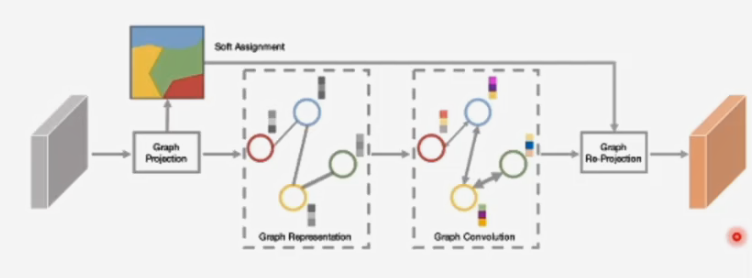 Soft Assignment
Graph
Projection
Graph Representation
Graph Convolution
Graph
Re-Projection